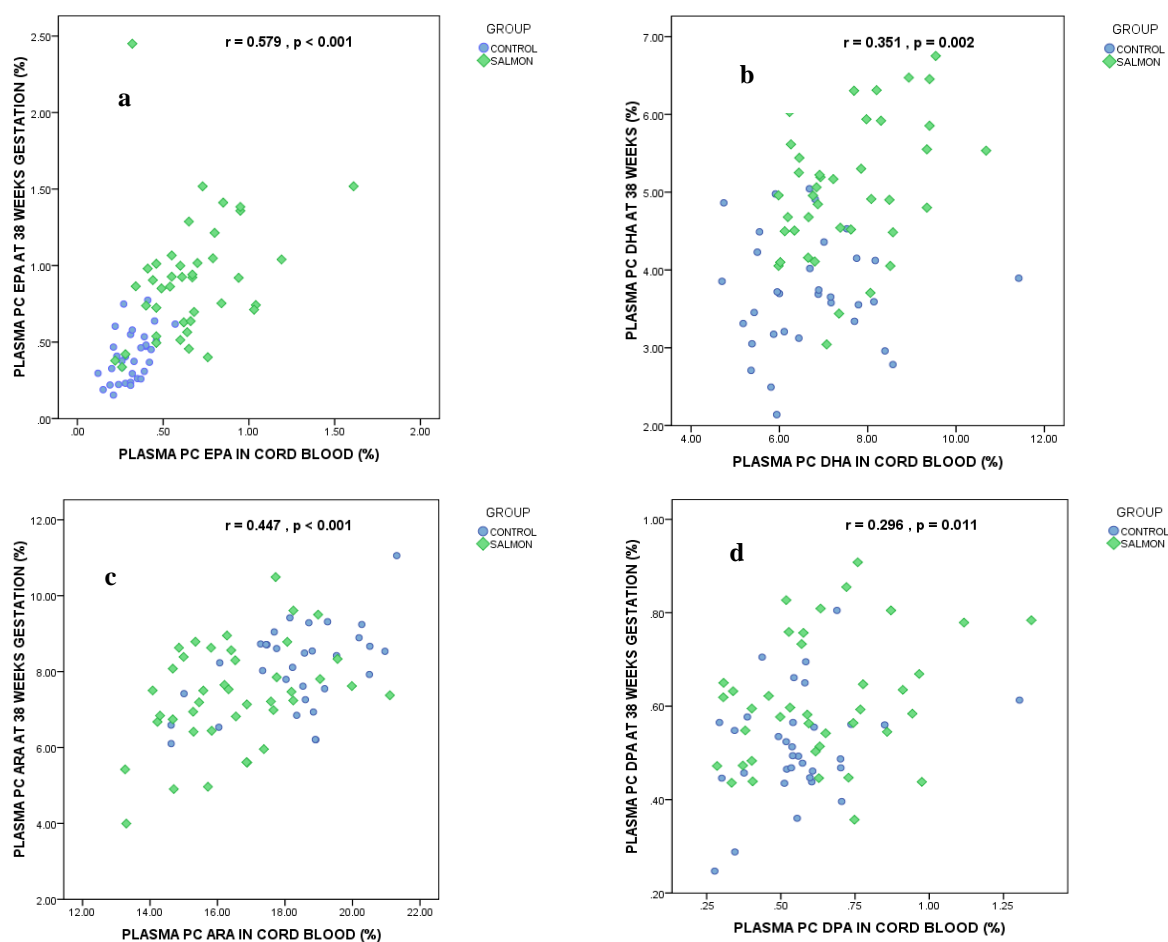 r = 0.579 , p < 0.001
a
GROUP
CONTROL
SALMON
PLASMA PC EPA AT 38 WEEKS GESTATION (%)
2.50
2.00
1.50
1.00
.50
.00
.00 .50 1.00 1.50 2.00
PLASMA PC EPA IN CORD BLOOD (%)
r = 0.351 , p = 0.002
b
GROUP
CONTROL
SALMON
PLASMA PC DHA AT 38 WEEKS (%)
7.00
6.00
5.00
4.00
3.00
2.00
4.00 6.00 8.00 10.00 12.00
PLASMA PC DHA IN CORD BLOOD (%)
r = 0.447 , p < 0.001
c
GROUP
CONTROL
SALMON
PLASMA PC ARA AT 38 WEEKS GESTATION (%)
12.00
10.00
8.00
6.00
4.00
2.00
12.00 14.00 16.00 18.00 20.00 22.00
PLASMA PC ARA IN CORD BLOOD (%)
r = 0.296 , p = 0.011
d
GROUP
CONTROL
SALMON
PLASMA PC DPA AT 38 WEEKS GESTATION (%)
1.00
.80
.60
.40
.20
.25 .50 .75 1.00 1.25
PLASMA PC DPA IN CORD BLOOD (%)